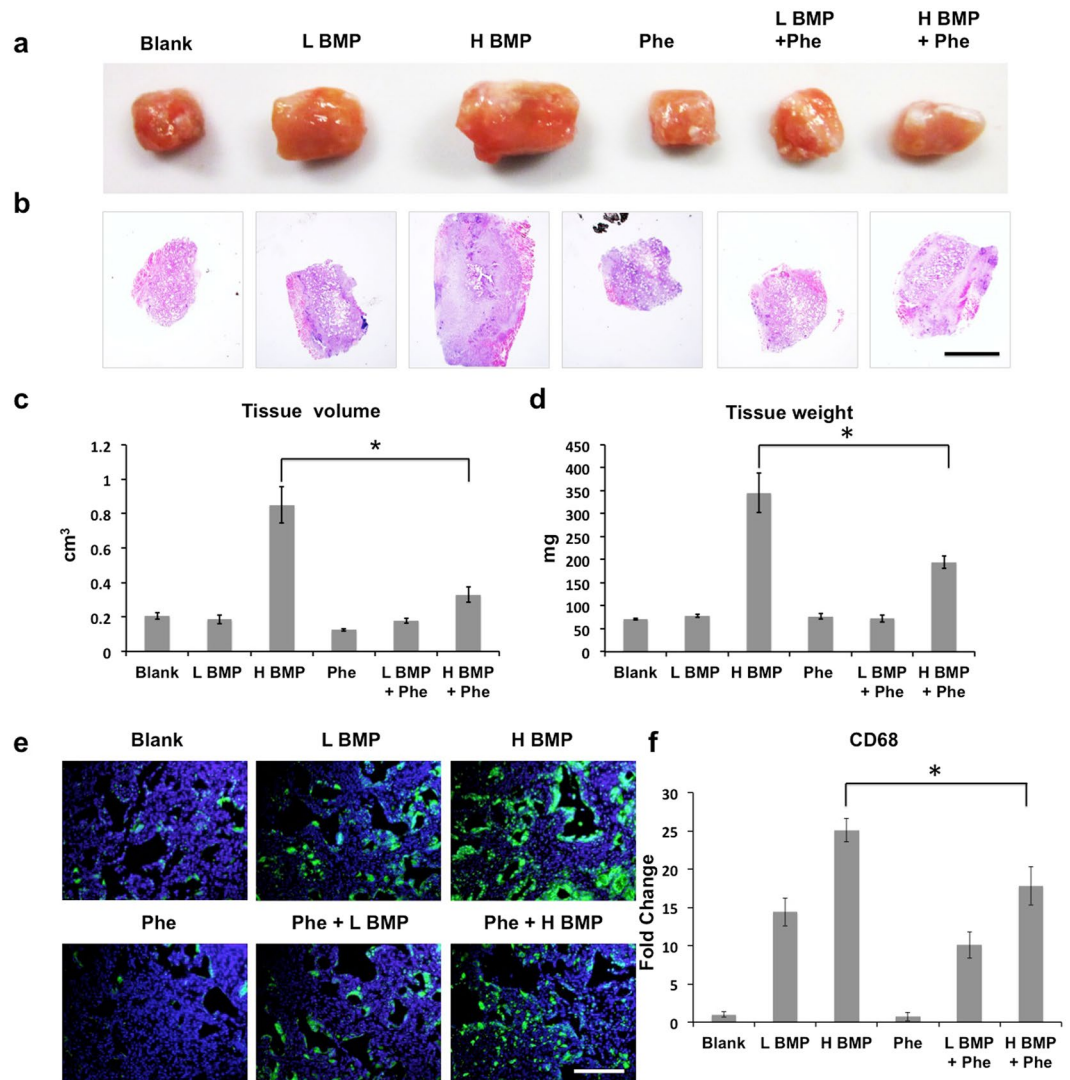 a
Blank
L BMP
H BMP
Phe
L BMP
+Phe
H BMP
+ Phe
b
c
Tissue volume
*
1.2
1
0.8
0.6
0.4
0.2
0
cm3
Blank
L BMP
H BMP
Phe
L BMP
+ Phe
H BMP
+ Phe
d
Tissue weight
*
450
400
350
300
250
200
150
100
50
0
mg
Blank
L BMP
H BMP
Phe
L BMP
+ Phe
H BMP
+ Phe
e
Blank
L BMP
H BMP
Phe
Phe + L BMP
Phe + H BMP
f
CD68
*
30
25
20
15
10
5
0
Fold Change
Blank
L BMP
H BMP
Phe
L BMP
+ Phe
H BMP
+ Phe